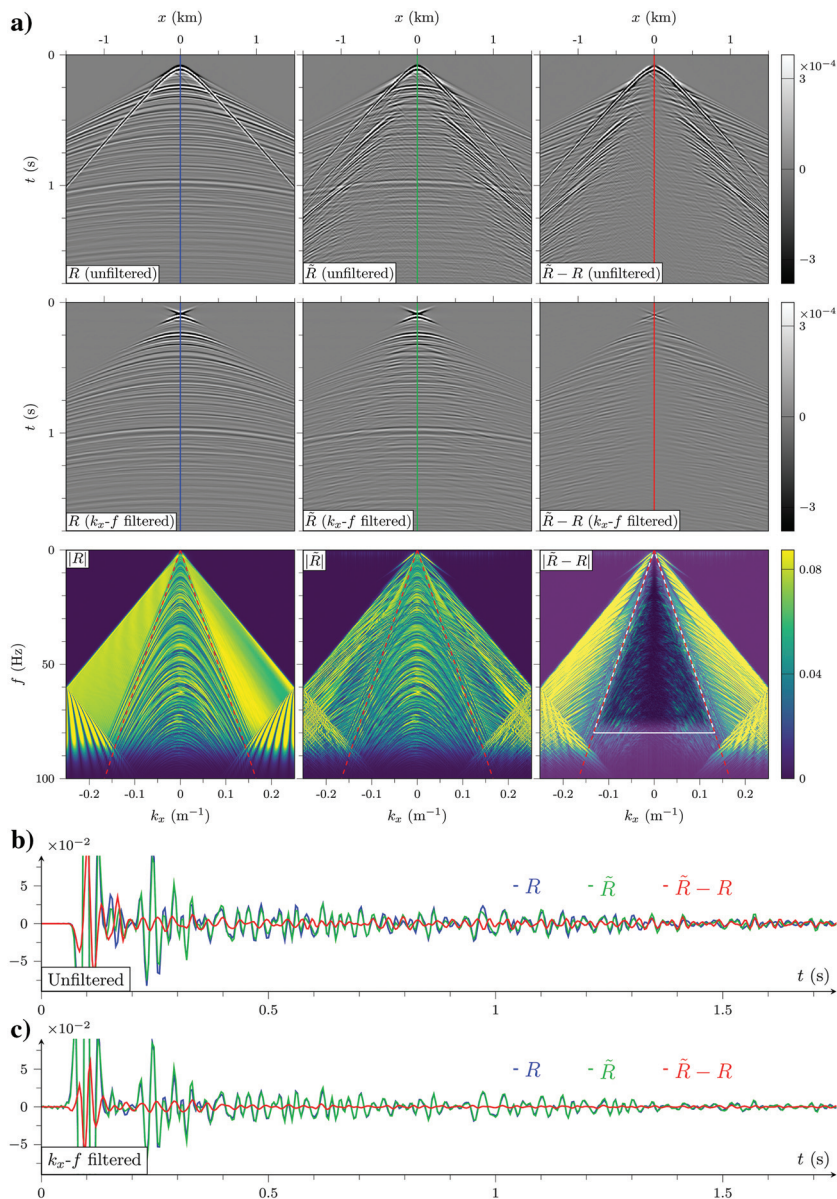 a)
x (km)
x (km)
x (km)
-1 0 1
-1 0 1
-1 0 1
0
1
t (s)
R (unfiltered)
R̃ (unfiltered)
R̃ − R (unfiltered)
×10⁻⁴
3
0
−3
0
1
t (s)
R (kₓ-f filtered)
R̃ (kₓ-f filtered)
R̃ − R (kₓ-f filtered)
×10⁻⁴
3
0
−3
0
50
100
f (Hz)
|R|
|R̃|
|R̃ − R|
0.08
0.04
0
-0.2 -0.1 0 0.1 0.2
-0.2 -0.1 0 0.1 0.2
-0.2 -0.1 0 0.1 0.2
kₓ (m⁻¹)
kₓ (m⁻¹)
kₓ (m⁻¹)
b)
×10⁻²
5
0
−5
- R - R̃ - R̃ − R
Unfiltered
t (s)
0 0.5 1 1.5
c)
×10⁻²
5
0
−5
- R - R̃ - R̃ − R
kₓ-f filtered
t (s)
0 0.5 1 1.5